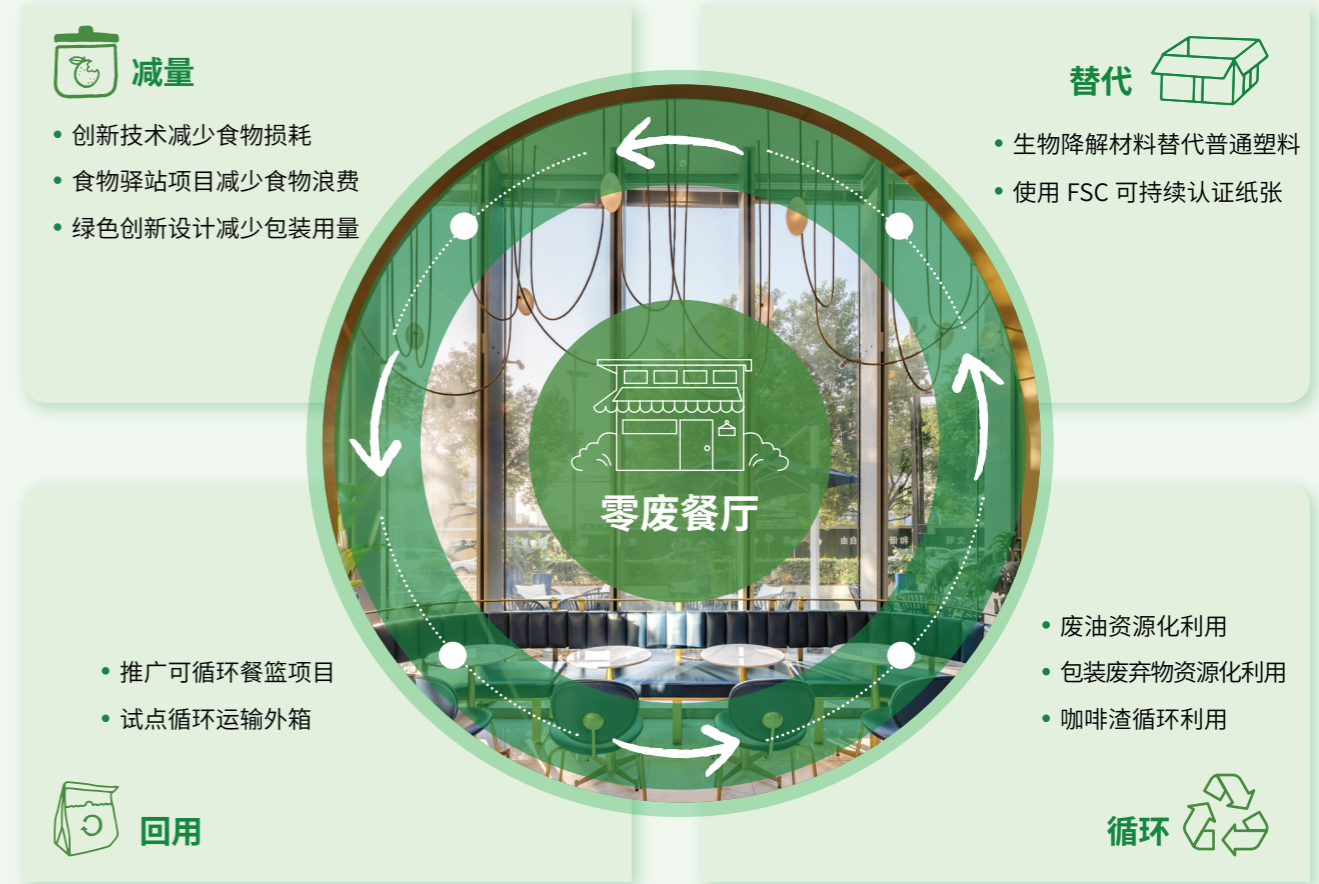 减量
创新技术减少食物损耗
食物驿站项目减少食物浪费
绿色创新设计减少包装用量
替代
生物降解材料替代普通塑料
使用 FSC 可持续认证纸张
零废餐厅
推广可循环餐篮项目
试点循环运输外箱
回用
废油资源化利用
包装废弃物资源化利用
咖啡渣循环利用
循环